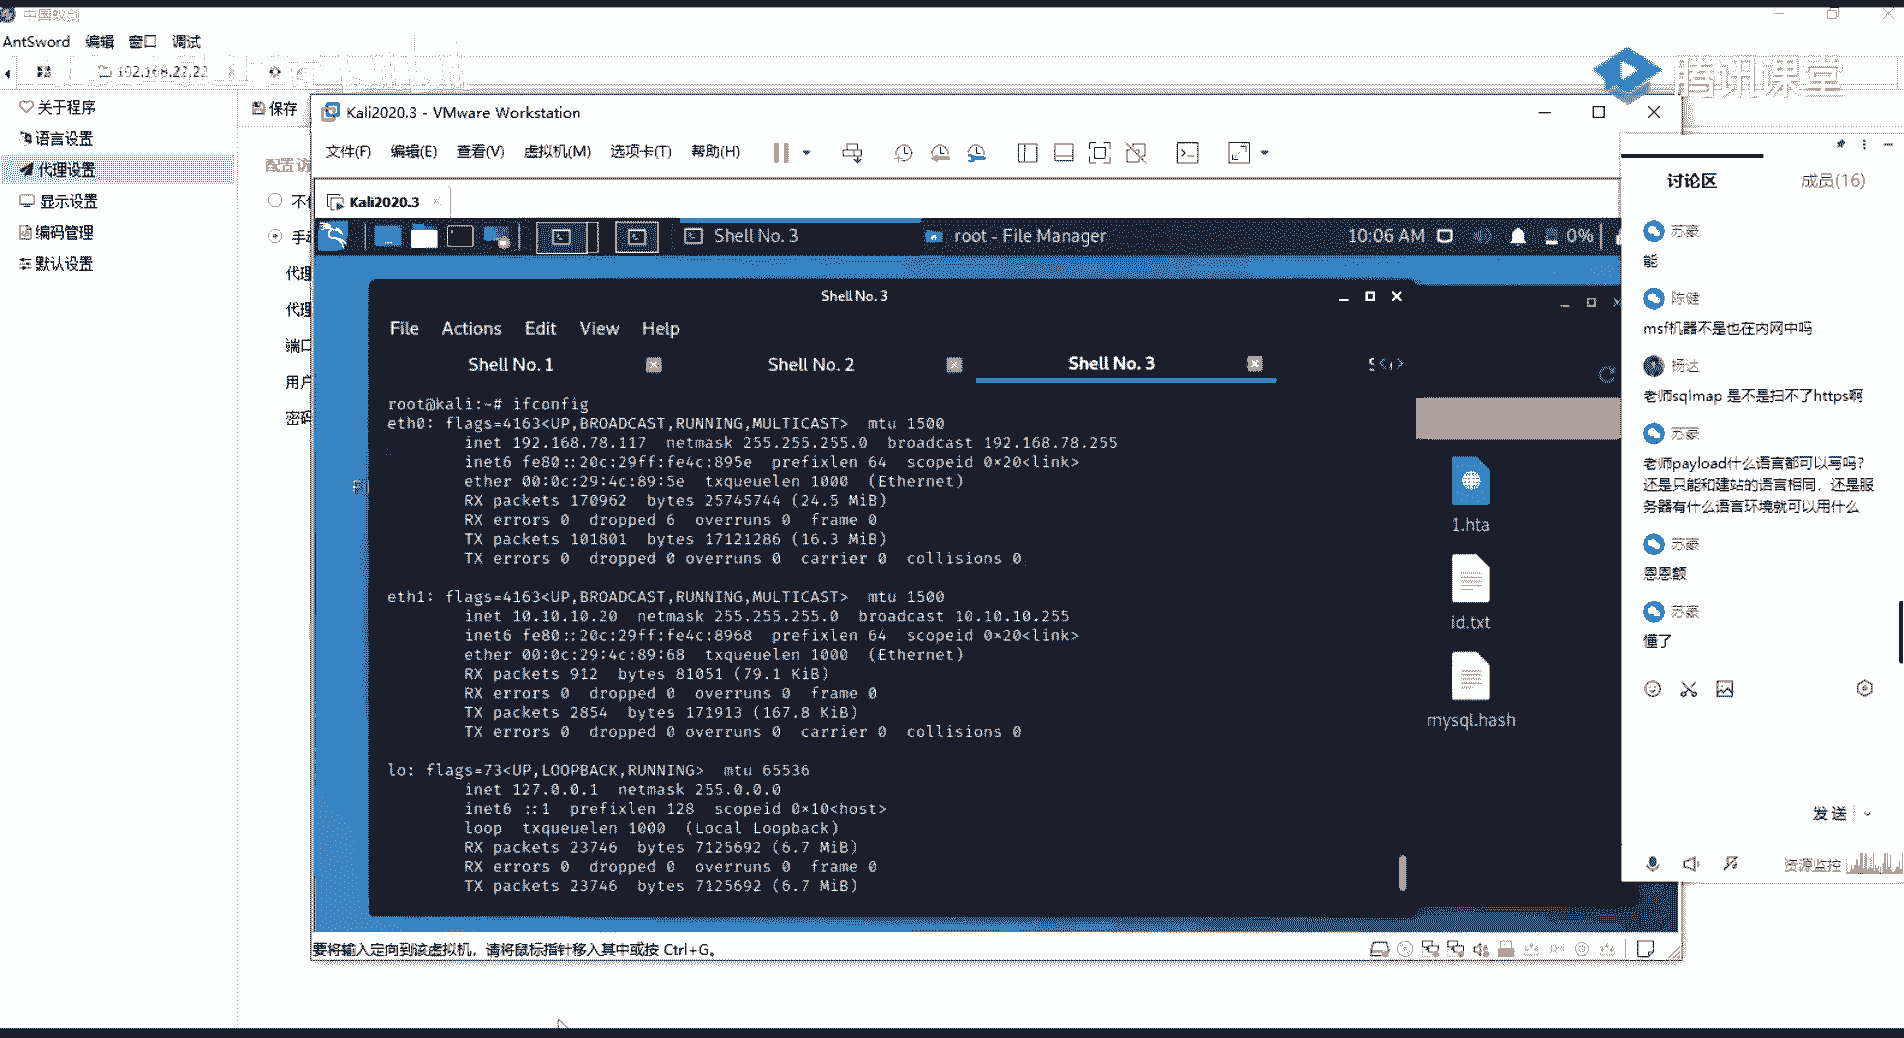 中国蚁剑
AntSword 编辑 窗口 调试
192.168.22.22
腾讯课堂
关于程序
语言设置
代理设置
显示设置
编码管理
默认设置
保存
配置访
手动
代理
代理
端口
用户
密码
Kali2020.3 - VMware Workstation
文件(F) 编辑(E) 查看(V) 虚拟机(M) 选项卡(T) 帮助(H)
Kali2020.3
Shell No. 3
root - File Manager
10:06 AM
0%
Shell No. 3
File Actions Edit View Help
Shell No. 1
Shell No. 2
Shell No. 3
root@kali:~# ifconfig
eth0: flags=4163<UP,BROADCAST,RUNNING,MULTICAST> mtu 1500
inet 192.168.78.117 netmask 255.255.255.0 broadcast 192.168.78.255
inet6 fe80::20c:29ff:fe4c:895e prefixlen 64 scopeid 0×20<link>
ether 00:0c:29:4c:89:5e txqueuelen 1000 (Ethernet)
RX packets 170962 bytes 25745744 (24.5 MiB)
RX errors 0 dropped 6 overruns 0 frame 0
TX packets 101801 bytes 17121286 (16.3 MiB)
TX errors 0 dropped 0 overruns 0 carrier 0 collisions 0
eth1: flags=4163<UP,BROADCAST,RUNNING,MULTICAST> mtu 1500
inet 10.10.10.20 netmask 255.255.255.0 broadcast 10.10.10.255
inet6 fe80::20c:29ff:fe4c:8968 prefixlen 64 scopeid 0×20<link>
ether 00:0c:29:4c:89:68 txqueuelen 1000 (Ethernet)
RX packets 912 bytes 81051 (79.1 KiB)
RX errors 0 dropped 0 overruns 0 frame 0
TX packets 2854 bytes 171913 (167.8 KiB)
TX errors 0 dropped 0 overruns 0 carrier 0 collisions 0
lo: flags=73<UP,LOOPBACK,RUNNING> mtu 65536
inet 127.0.0.1 netmask 255.0.0.0
inet6 ::1 prefixlen 128 scopeid 0×10<host>
loop txqueuelen 1000 (Local Loopback)
RX packets 23746 bytes 7125692 (6.7 MiB)
RX errors 0 dropped 0 overruns 0 frame 0
TX packets 23746 bytes 7125692 (6.7 MiB)
1.hta
id.txt
mysql.hash
要将输入定向到该虚拟机，请将鼠标指针移入其中或按 Ctrl+G。
讨论区
成员(16)
苏豪
能
陈健
msf机器不是也在内网中吗
杨达
老师sqlmap 是不是扫不了https啊
苏豪
老师payload什么语言都可以写吗？
还是只能和建站的语言相同，还是服
务器有什么语言环境就可以用什么
苏豪
恩恩额
苏豪
懂了
发送
资源监控